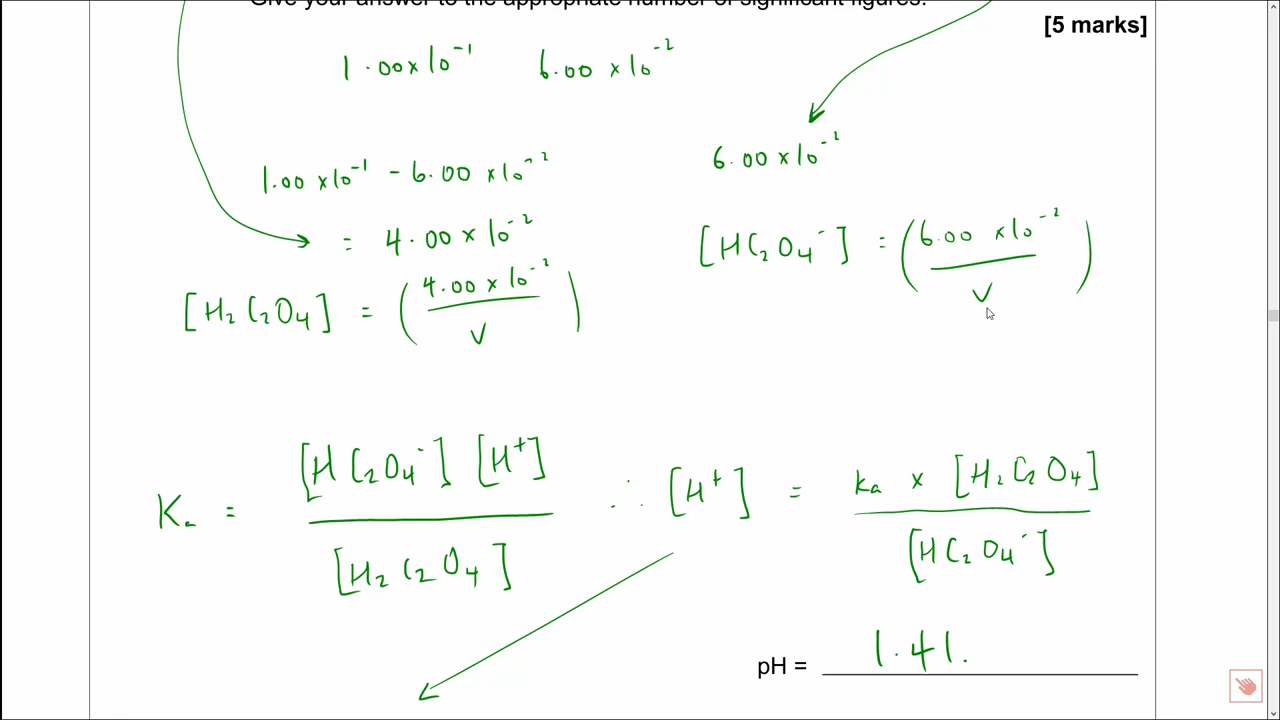 Give your answer to the appropriate number of significant figures.
[5 marks]
1.00 x 10⁻¹ 6.00 x 10⁻²
6.00 x 10⁻²
1.00 x 10⁻¹ - 6.00 x 10⁻²
= 4.00 x 10⁻²
[HC₂O₄⁻] = (6.00 x 10⁻² / V)
[H₂C₂O₄] = (4.00 x 10⁻² / V)
Kₐ = [HC₂O₄⁻] [H⁺] / [H₂C₂O₄] ∴ [H⁺] = ka x [H₂C₂O₄] / [HC₂O₄⁻]
pH = 1.41.